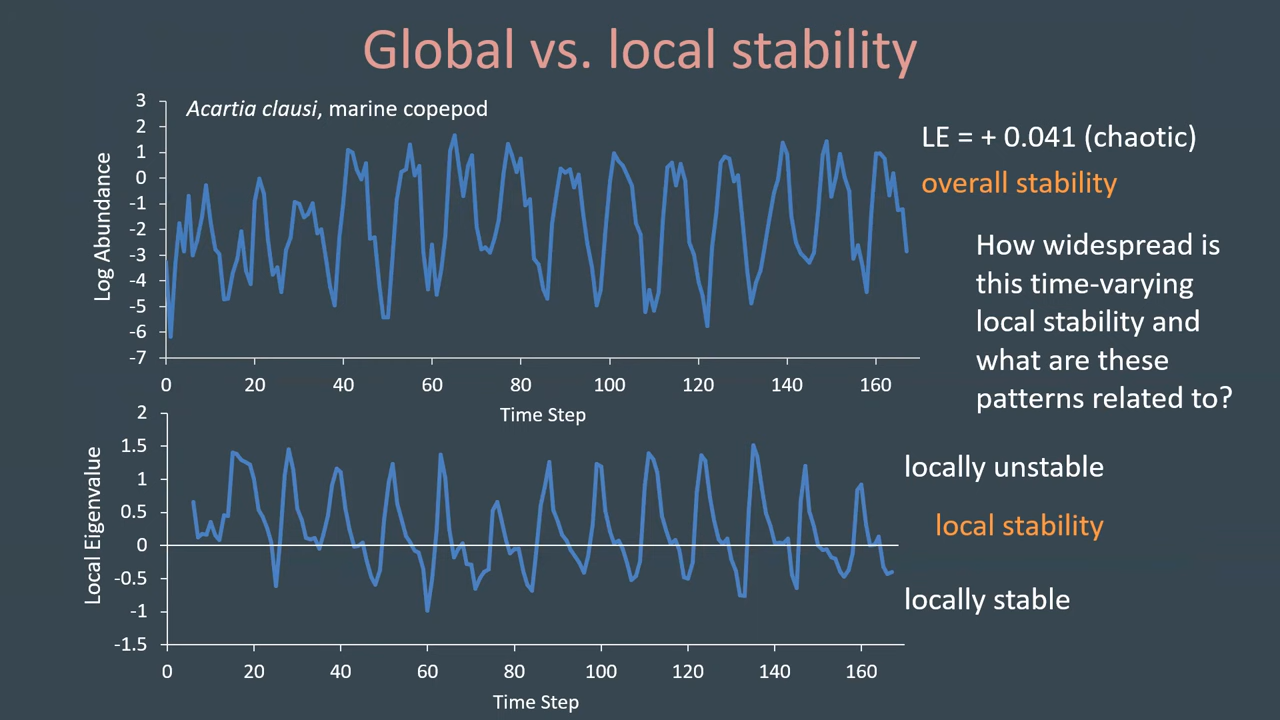 Global vs. local stability
Acartia clausi, marine copepod
Log Abundance
3
2
1
0
-1
-2
-3
-4
-5
-6
-7
0 20 40 60 80 100 120 140 160
Time Step
LE = + 0.041 (chaotic)
overall stability
How widespread is
this time-varying
local stability and
what are these
patterns related to?
Local Eigenvalue
2
1.5
1
0.5
0
-0.5
-1
-1.5
0 20 40 60 80 100 120 140 160
Time Step
locally unstable
local stability
locally stable